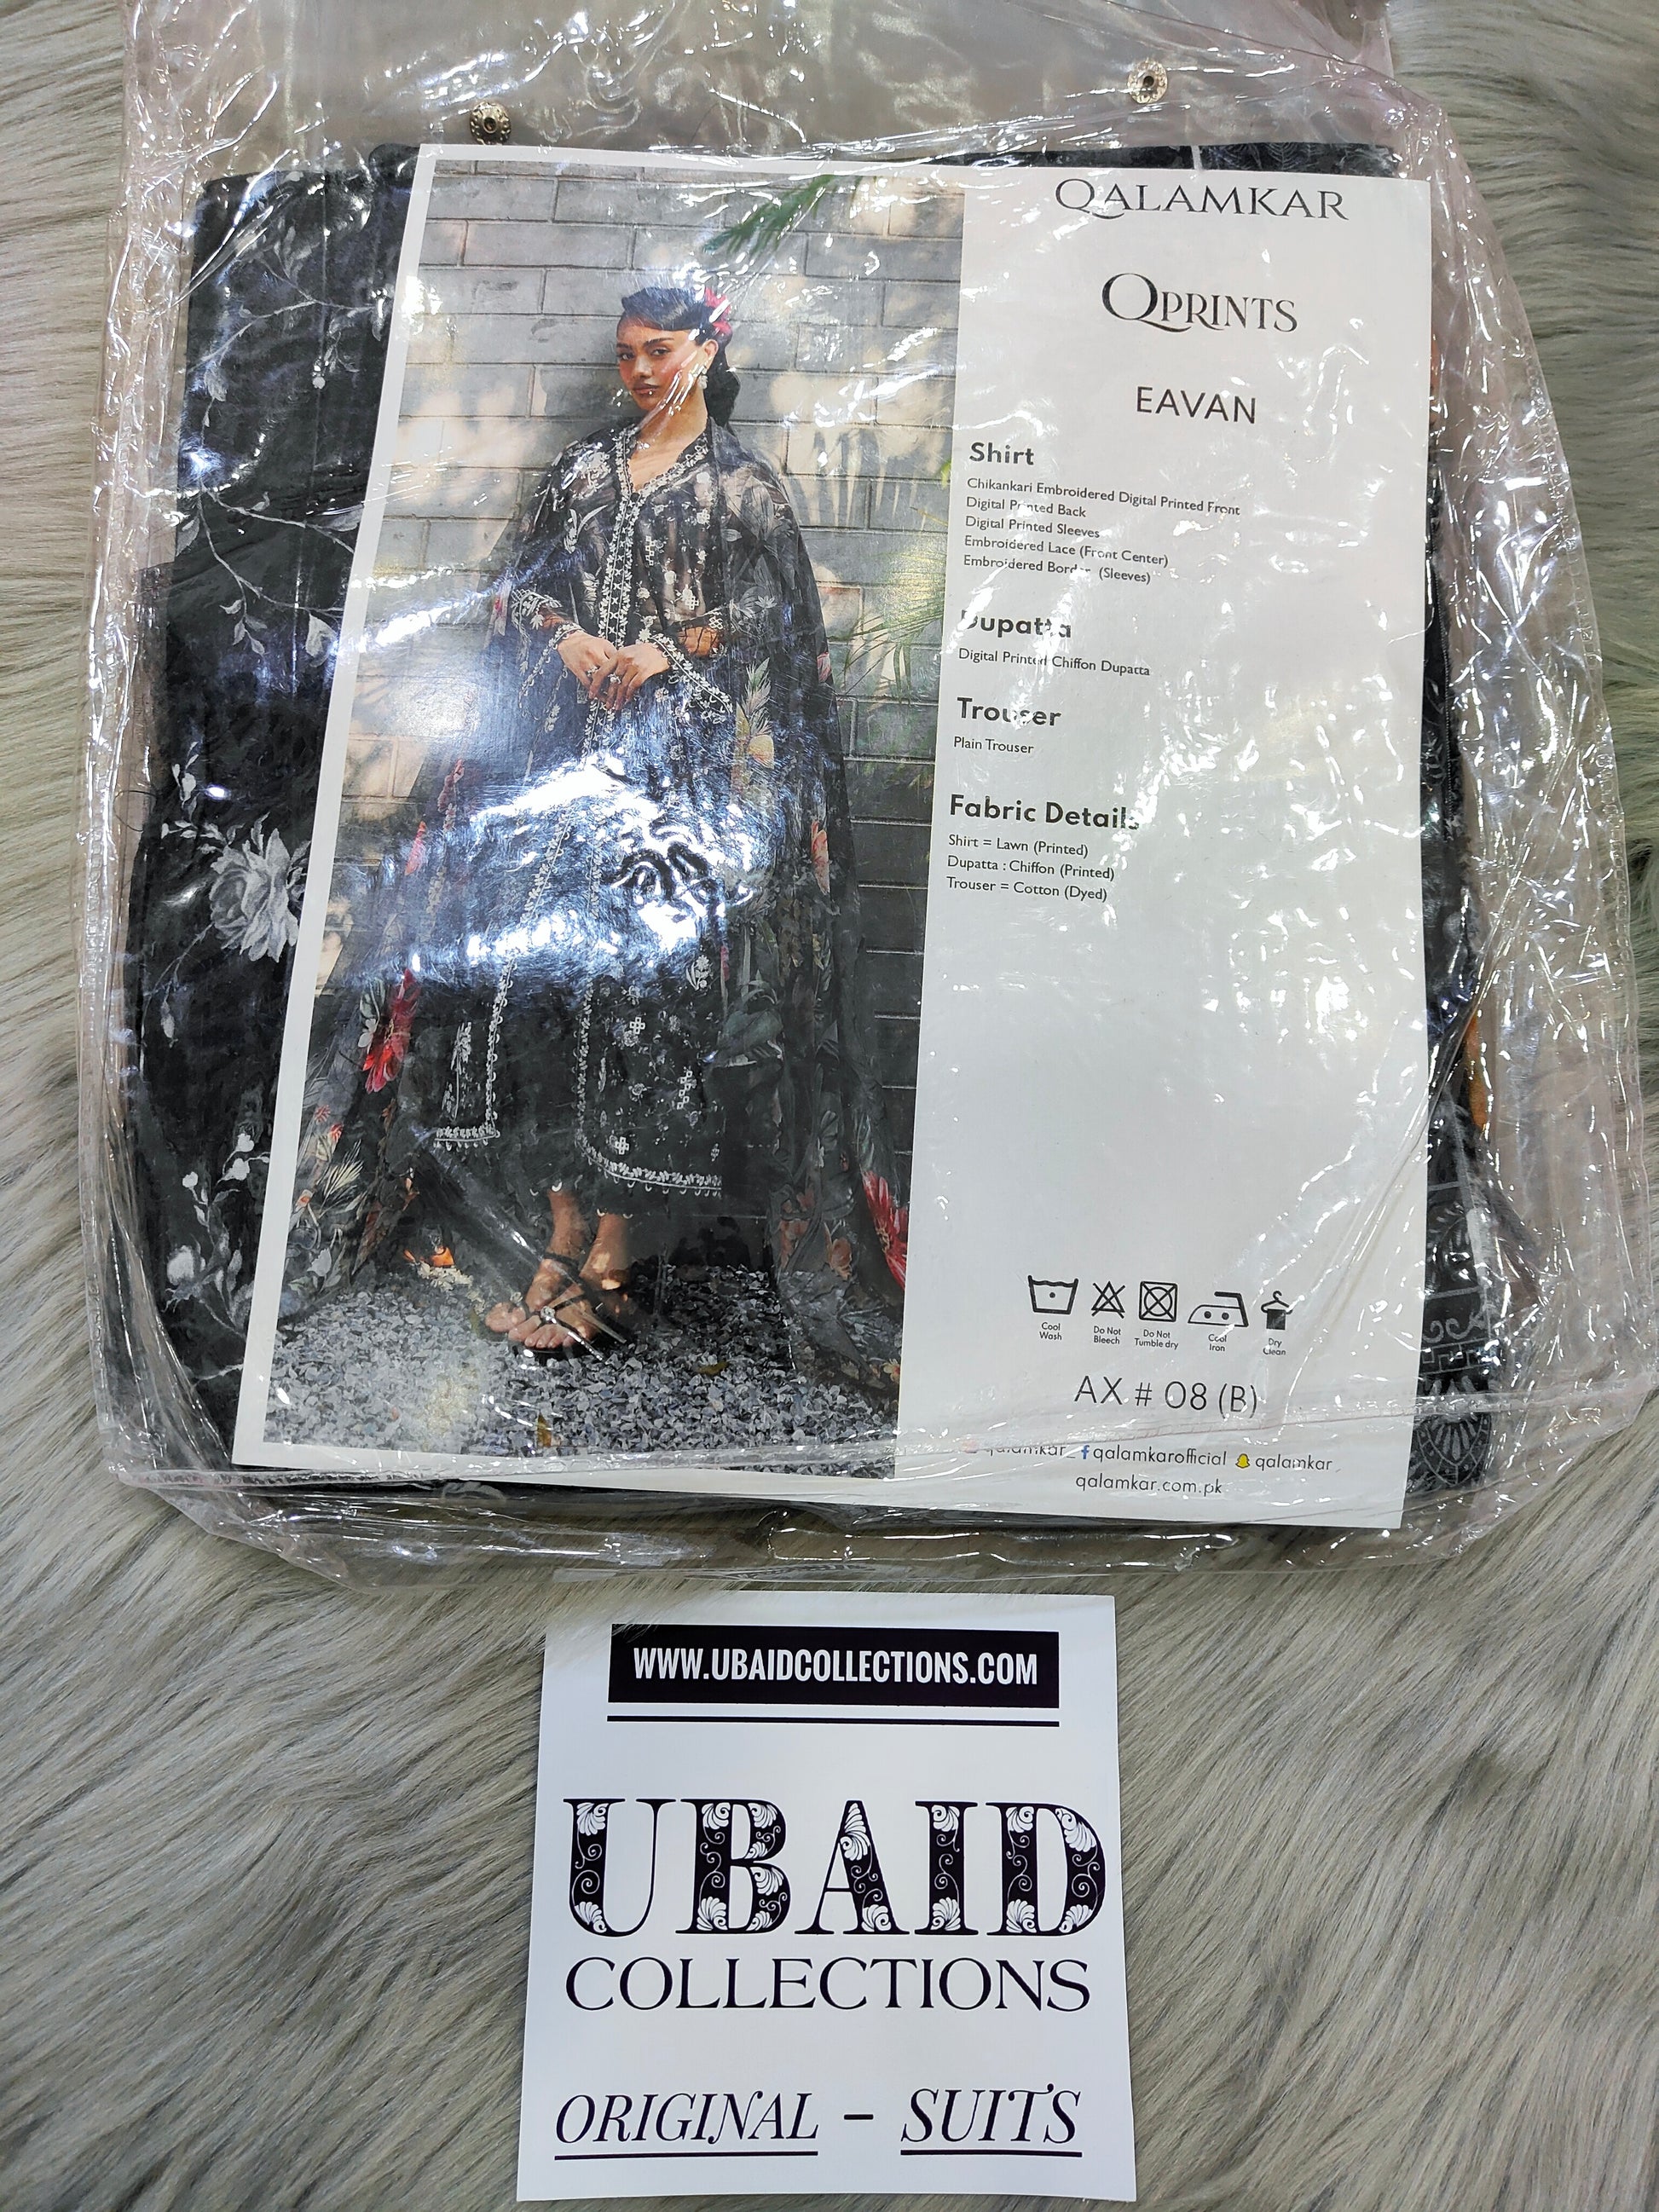 QALAMKAR
QPRINTS
EAVAN
Shirt
Chikankari Embroidered Digital Printed Front
Digital Printed Back
Digital Printed Sleeves
Embroidered Lace (Front Center)
Embroidered Border (Sleeves)
Dupatta
Digital Printed Chiffon Dupatta
Trouser
Plain Trouser
Fabric Details
Shirt = Lawn (Printed)
Dupatta : Chiffon (Printed)
Trouser = Cotton (Dyed)
Cool Wash
Do Not Bleech
Do Not Tumble dry
Cool Iron
Dry Clean
AX # 08 (B)
qalamkar_ qalamkarofficial qalamkar
qalamkar.com.pk
WWW.UBAIDCOLLECTIONS.COM
UBAID
COLLECTIONS
ORIGINAL - SUITS